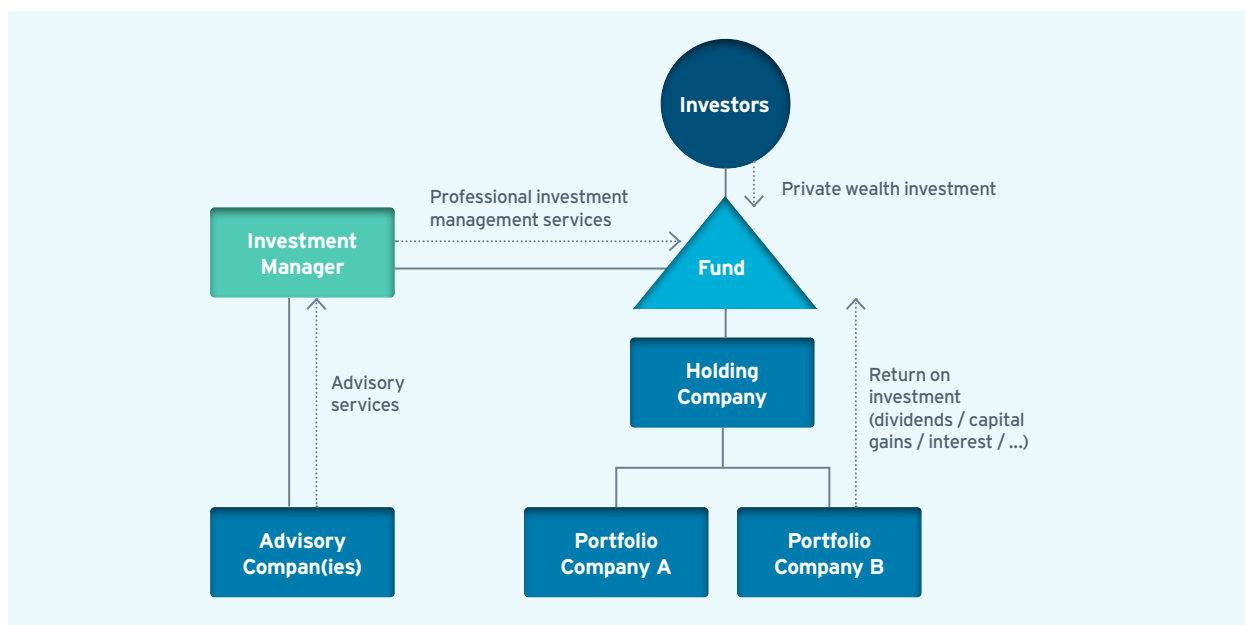 Investors
Private wealth investment
Professional investment
management services
Investment
Manager
Fund
Advisory
services
Holding
Company
Return on
investment
(dividends / capital
gains / interest / ...)
Advisory
Compan(ies)
Portfolio
Company A
Portfolio
Company B